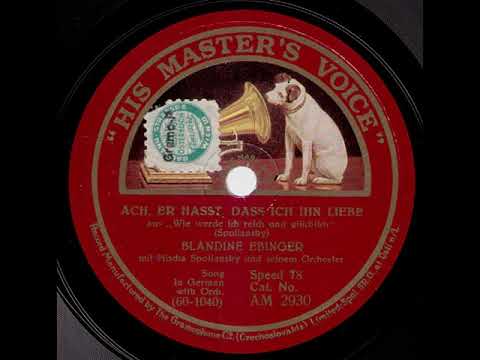 "HIS MASTER'S VOICE"
ACH, ER HASST, DASS ICH IHN LIEBE
aus „Wie werde ich reich und glücklich"
(Spoliansky)
BLANDINE EBINGER
mit Mischa Spoliansky und seinem Orchester
Song
In German
with Orch.
(60-1040)
Speed 78
Cat. No.
AM 2930
Record Manufactured by The Gramophone Co. (Czechoslovakia) Limited